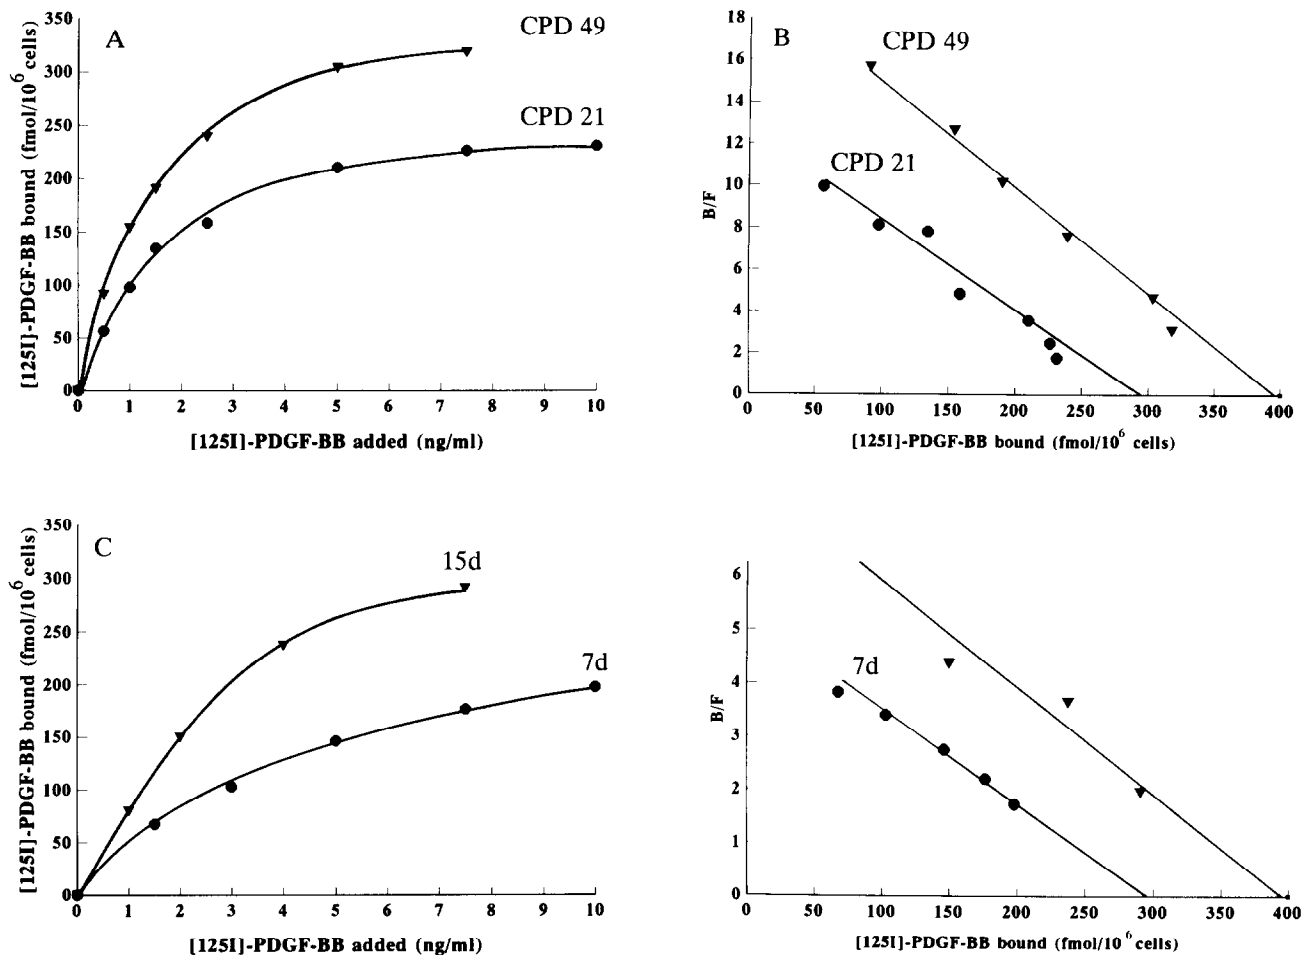 A
CPD 49
CPD 21
350
300
250
200
150
100
50
0
[125I]-PDGF-BB bound (fmol/10^6 cells)
0 1 2 3 4 5 6 7 8 9 10
[125I]-PDGF-BB added (ng/ml)
B
CPD 49
CPD 21
18
16
14
12
10
8
6
4
2
0
B/F
0 50 100 150 200 250 300 350 400
[125I]-PDGF-BB bound (fmol/10^6 cells)
C
15d
7d
350
300
250
200
150
100
50
0
[125I]-PDGF-BB bound (fmol/10^6 cells)
0 1 2 3 4 5 6 7 8 9 10
[125I]-PDGF-BB added (ng/ml)
7d
6
5
4
3
2
1
0
B/F
0 50 100 150 200 250 300 350 400
[125I]-PDGF-BB bound (fmol/10^6 cells)